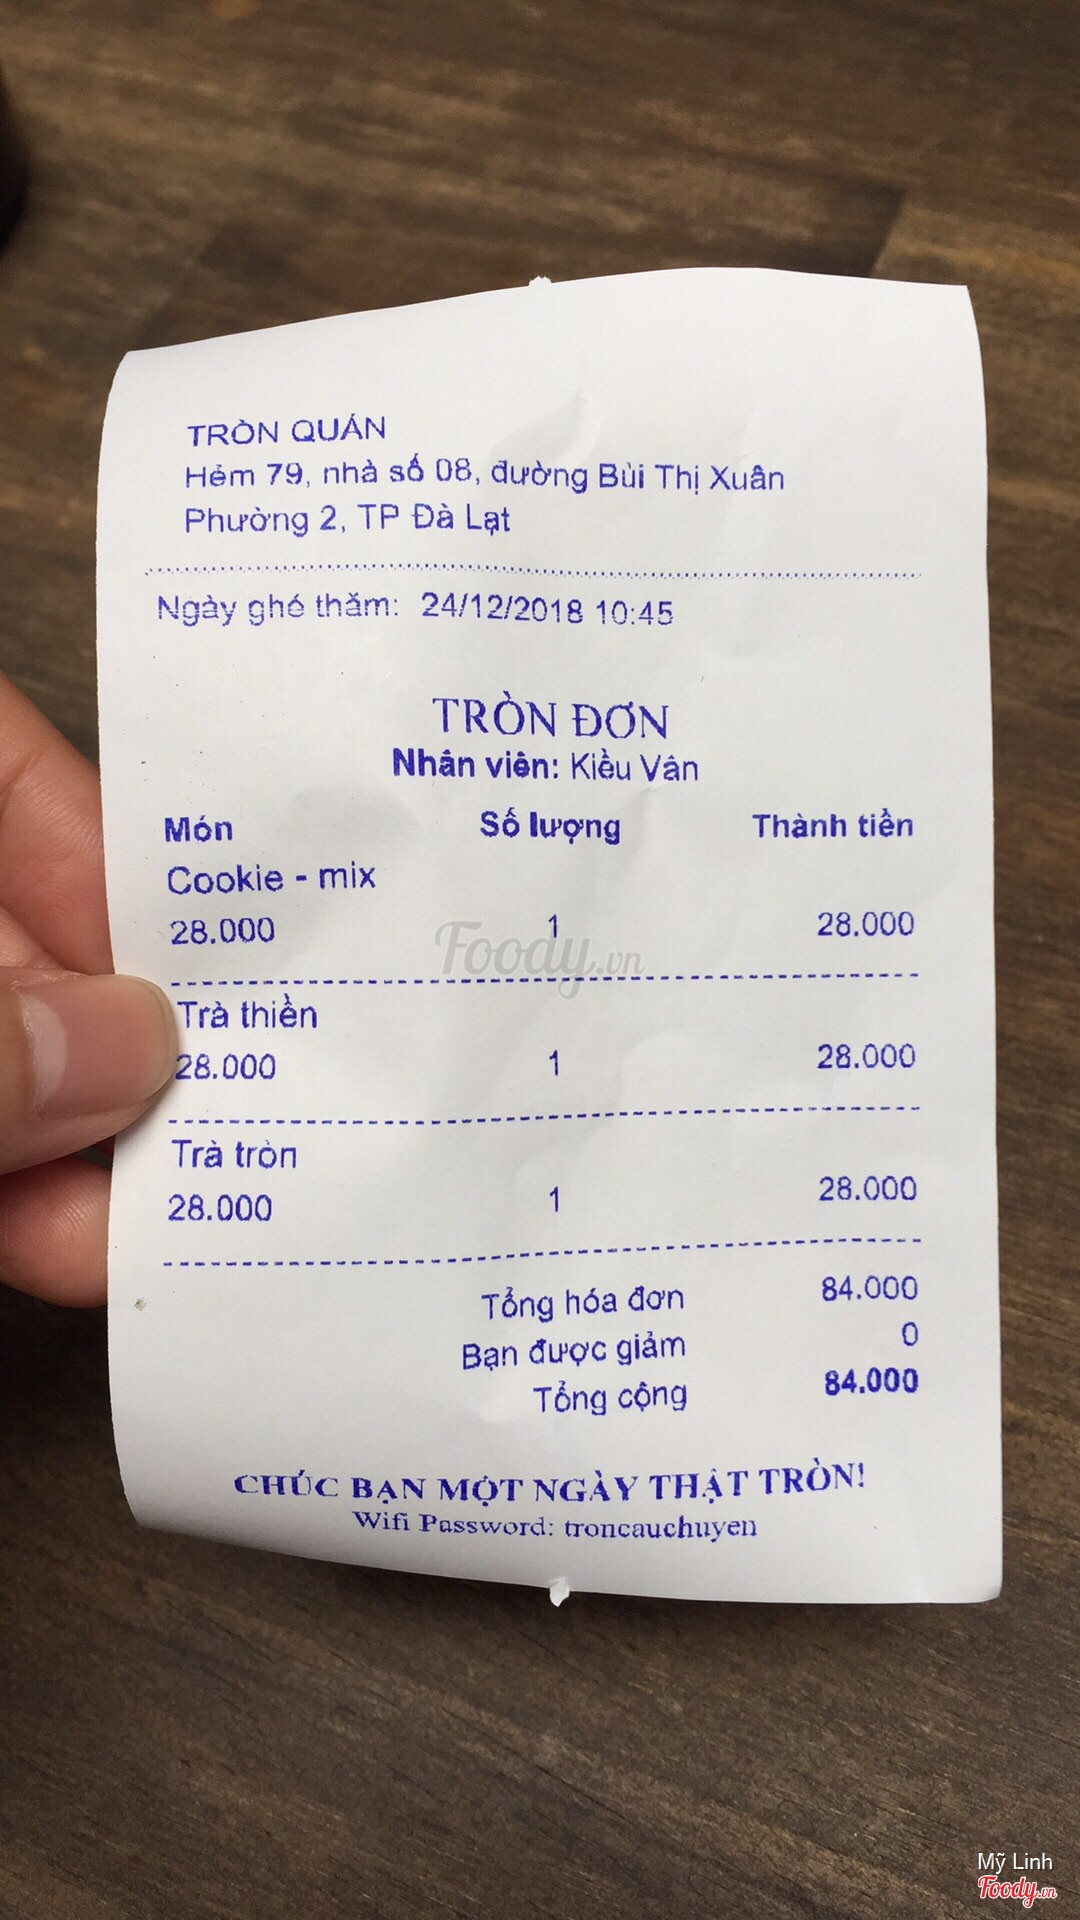 TRÒN QUÁN
Hẻm 79, nhà số 08, đường Bùi Thị Xuân
Phường 2, TP Đà Lạt
Ngày ghé thăm: 24/12/2018 10:45
TRÒN ĐƠN
Nhân viên: Kiều Vân
Món Số lượng Thành tiền
Cookie - mix
28.000 1 28.000
Foody.vn
Trà thiền
28.000 1 28.000
Trà tròn
28.000 1 28.000
Tổng hóa đơn 84.000
Bạn được giảm 0
Tổng cộng 84.000
CHÚC BẠN MỘT NGÀY THẬT TRÒN!
Wifi Password: troncauchuyen
Mỹ Linh
Foody.vn